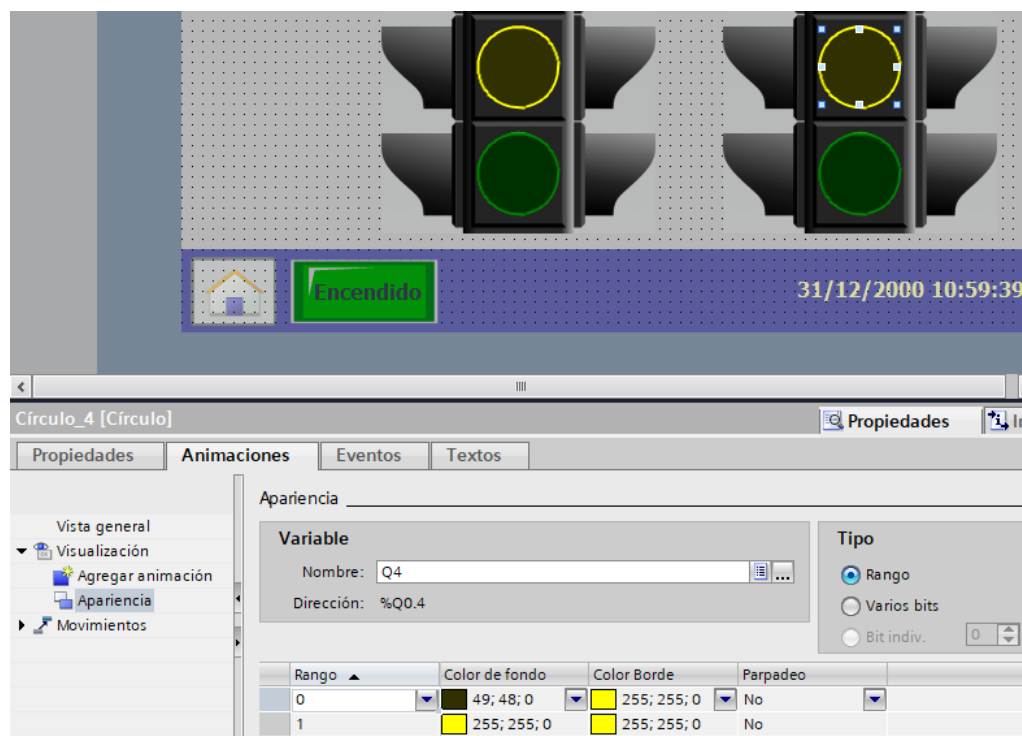 Encendido
31/12/2000 10:59:39
Círculo_4 [Círculo]
Propiedades
Propiedades Animaciones Eventos Textos
Apariencia
Vista general
Visualización
Agregar animación
Apariencia
Movimientos
Variable
Nombre: Q4
Dirección: %Q0.4
Tipo
Rango
Varios bits
Bit indiv. 0
Rango Color de fondo Color Borde Parpadeo
0 49; 48; 0 255; 255; 0 No
1 255; 255; 0 255; 255; 0 No